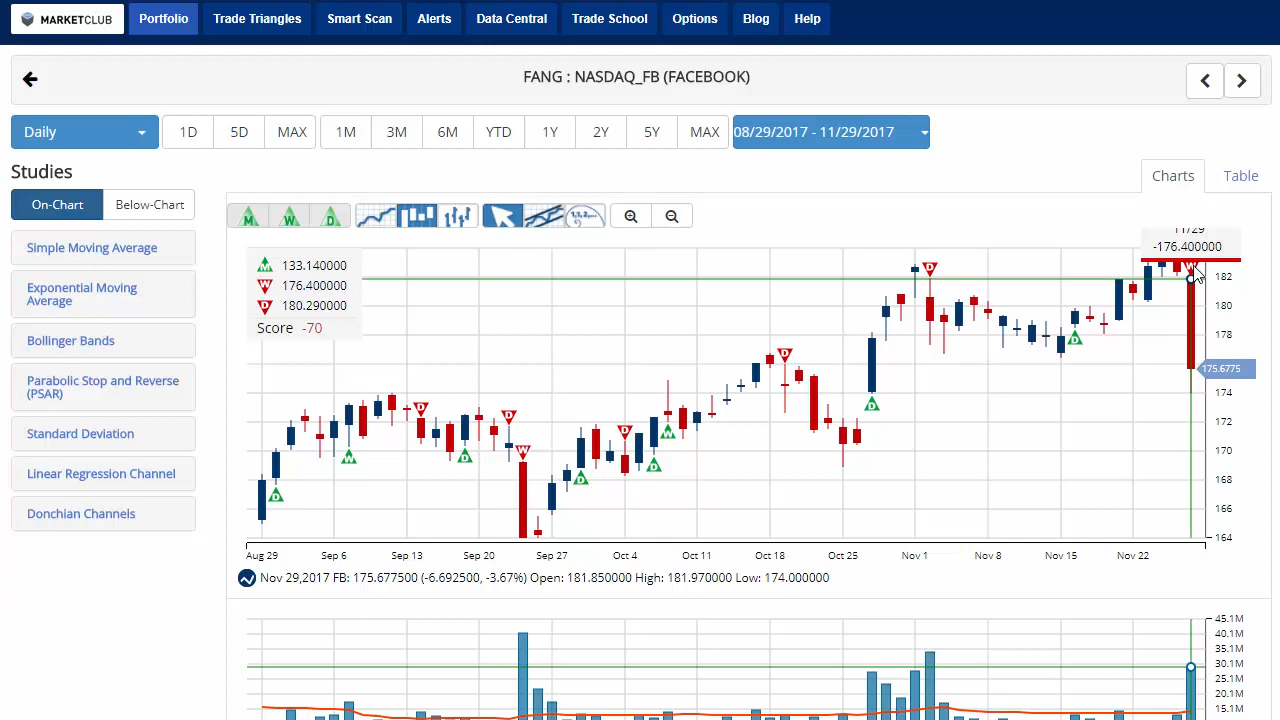 MARKETCLUB Portfolio Trade Triangles Smart Scan Alerts Data Central Trade School Options Blog Help
FANG : NASDAQ_FB (FACEBOOK)
Daily 1D 5D MAX 1M 3M 6M YTD 1Y 2Y 5Y MAX 08/29/2017 - 11/29/2017
Studies
Charts Table
On-Chart Below-Chart
M W D 1,1,2,
Simple Moving Average
Exponential Moving
Average
Bollinger Bands
Parabolic Stop and Reverse
(PSAR)
Standard Deviation
Linear Regression Channel
Donchian Channels
11/29
-176.400000
M 133.140000
W 176.400000
D 180.290000
Score -70
D
W
D
D
W
D
D
D
M
D
D
D
D
W
182
180
178
175.6775
174
172
170
168
166
164
Aug 29 Sep 6 Sep 13 Sep 20 Sep 27 Oct 4 Oct 11 Oct 18 Oct 25 Nov 1 Nov 8 Nov 15 Nov 22
Nov 29,2017 FB: 175.677500 (-6.692500, -3.67%) Open: 181.850000 High: 181.970000 Low: 174.000000
45.1M
40.1M
35.1M
30.1M
25.1M
20.1M
15.1M